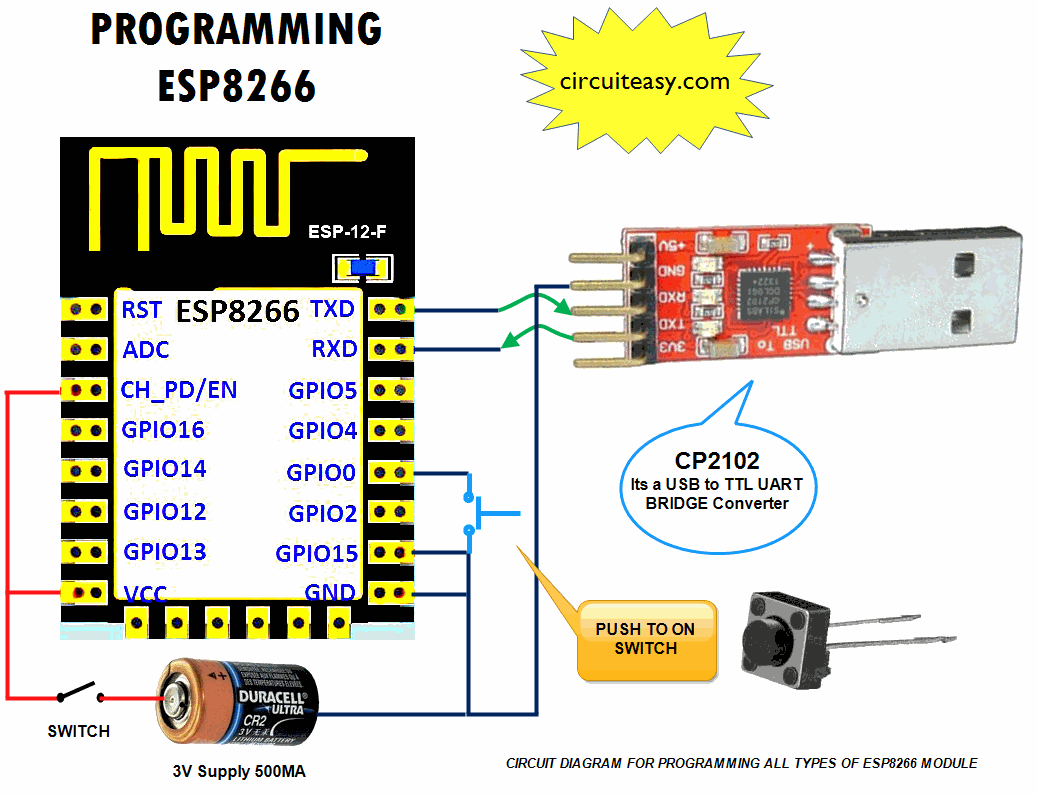 PROGRAMMING
ESP8266
circuiteasy.com
ESP-12-F
RST ESP8266 TXD
ADC RXD
CH_PD/EN GPIO5
GPIO16 GPIO4
GPIO14 GPIO0
GPIO12 GPIO2
GPIO13 GPIO15
VCC GND
+5V
GND
RXD
TXD
3V3
SILABS
CP2102
USB To
TTL
CP2102
Its a USB to TTL UART
BRIDGE Converter
PUSH TO ON
SWITCH
SWITCH
DURACELL
ULTRA
CR2
3V
LITHIUM BATTERY
3V Supply 500MA
CIRCUIT DIAGRAM FOR PROGRAMMING ALL TYPES OF ESP8266 MODULE